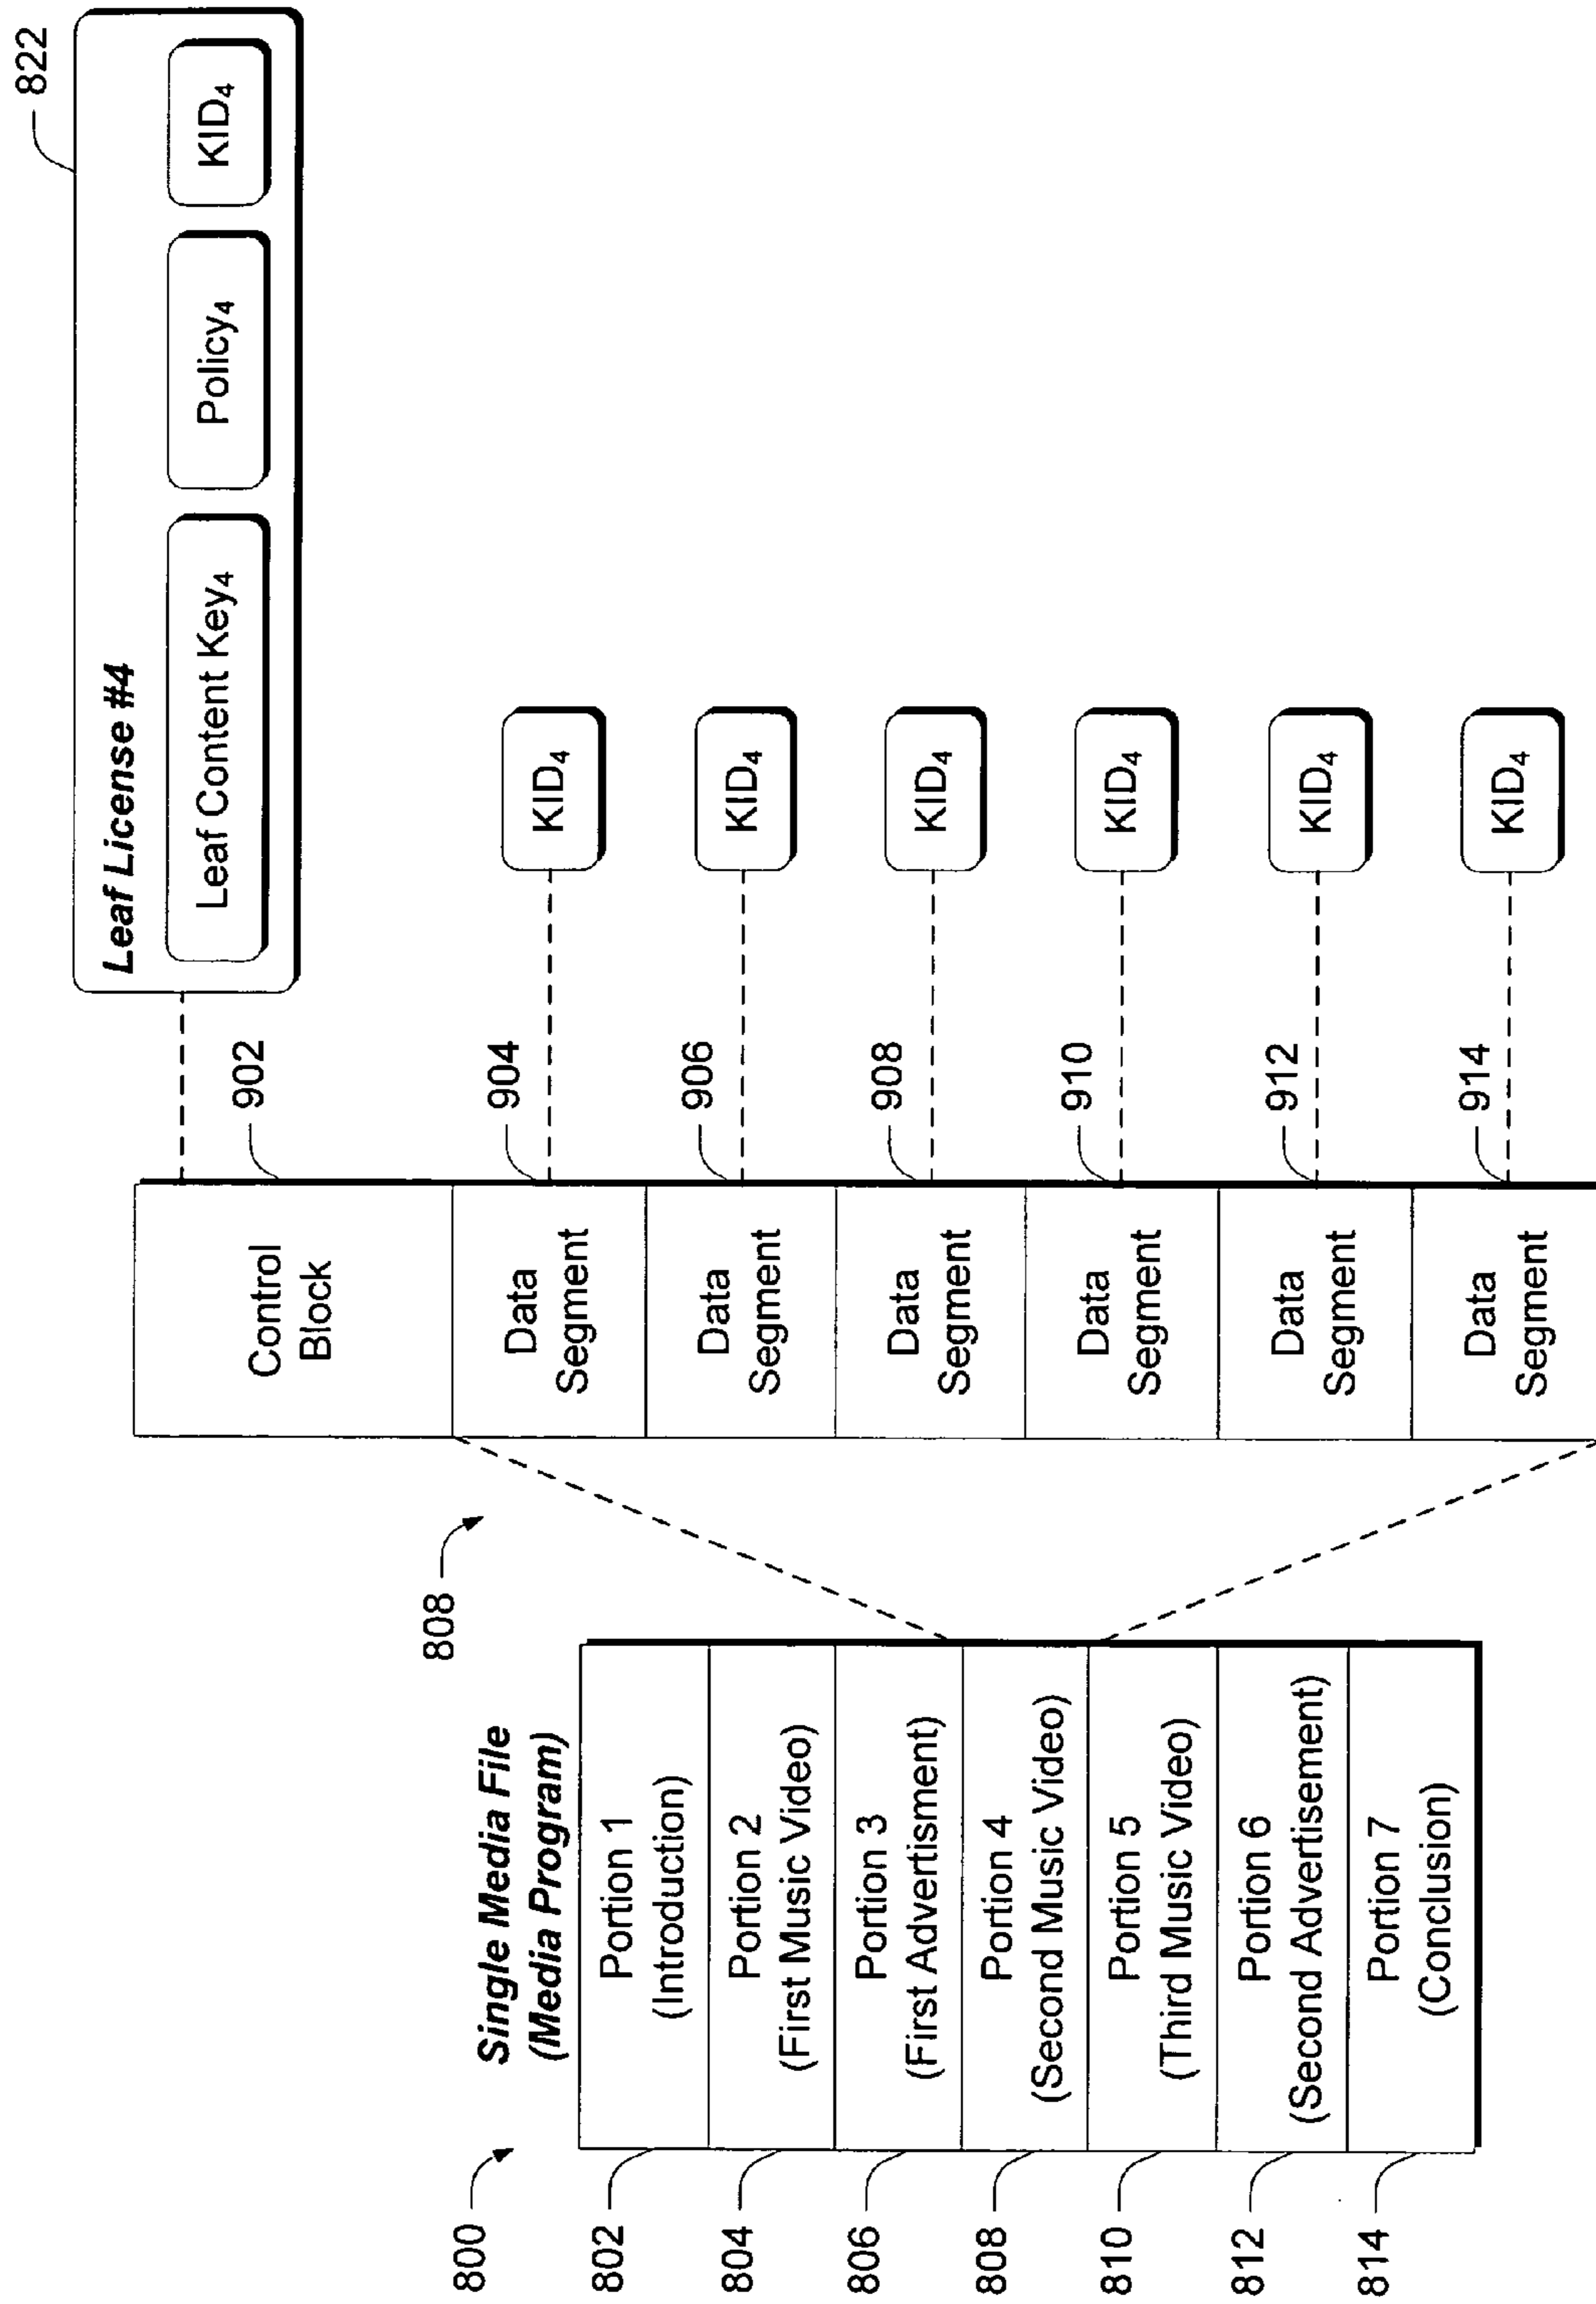 Single Media File
(Media Program)
800
802
Portion 1
(Introduction)
804
Portion 2
(First Music Video)
806
Portion 3
(First Advertisment)
808
Portion 4
(Second Music Video)
810
Portion 5
(Third Music Video)
812
Portion 6
(Second Advertisement)
814
Portion 7
(Conclusion)
808
Control
Block
902
Data
Segment
904
KID₄
Data
Segment
906
KID₄
Data
Segment
908
KID₄
Data
Segment
910
KID₄
Data
Segment
912
KID₄
Data
Segment
914
KID₄
822
Leaf License #4
Leaf Content Key₄
Policy₄
KID₄